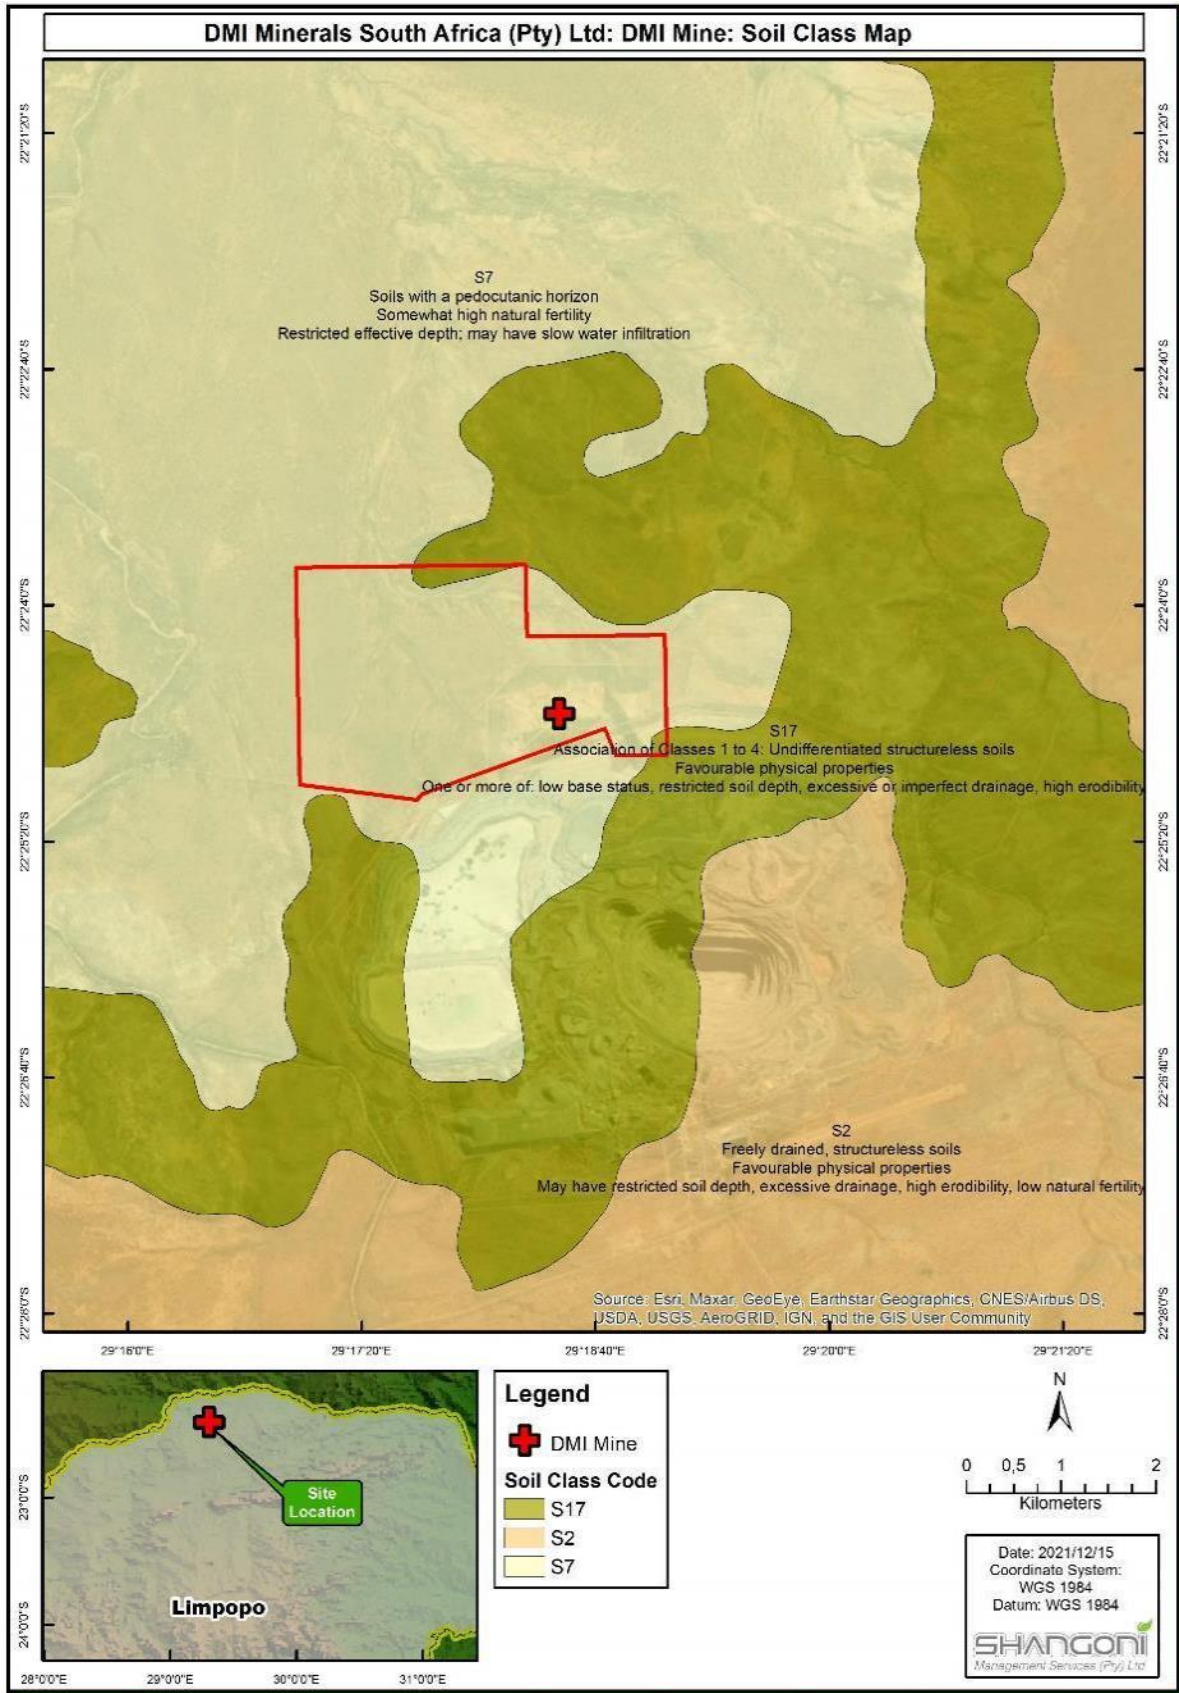 DMI Minerals South Africa (Pty) Ltd: DMI Mine: Soil Class Map
22°21'20"S
22°22'40"S
22°24'0"S
22°25'20"S
22°26'40"S
22°28'0"S
22°21'20"S
22°22'40"S
22°24'0"S
22°25'20"S
22°26'40"S
22°28'0"S
S7
Soils with a pedocutanic horizon
Somewhat high natural fertility
Restricted effective depth; may have slow water infiltration
S17
Association of Classes 1 to 4: Undifferentiated structureless soils
Favourable physical properties
One or more of: low base status, restricted soil depth, excessive or imperfect drainage, high erodibility
S2
Freely drained, structureless soils
Favourable physical properties
May have restricted soil depth, excessive drainage, high erodibility, low natural fertility
Source: Esri, Maxar, GeoEye, Earthstar Geographics, CNES/Airbus DS,
USDA, USGS, AeroGRID, IGN, and the GIS User Community
29°16'0"E
29°17'20"E
29°18'40"E
29°20'0"E
29°21'20"E
23°0'0"S
24°0'0"S
Site
Location
Limpopo
28°0'0"E
29°0'0"E
30°0'0"E
31°0'0"E
Legend
DMI Mine
Soil Class Code
S17
S2
S7
N
0 0,5 1 2
Kilometers
Date: 2021/12/15
Coordinate System:
WGS 1984
Datum: WGS 1984
SHANGONI
Management Services (Pty) Ltd